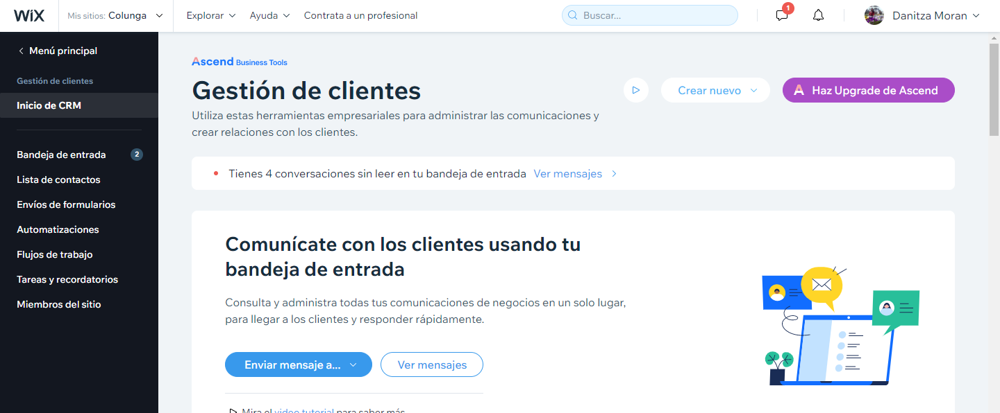 WiX Mis sitios: Colunga Explorar Ayuda Contrata a un profesional Buscar... 1 Danitza Moran
Menú principal
Gestión de clientes
Inicio de CRM
Bandeja de entrada 2
Lista de contactos
Envíos de formularios
Automatizaciones
Flujos de trabajo
Tareas y recordatorios
Miembros del sitio
Ascend Business Tools
Gestión de clientes
Utiliza estas herramientas empresariales para administrar las comunicaciones y
crear relaciones con los clientes.
Crear nuevo
Haz Upgrade de Ascend
Tienes 4 conversaciones sin leer en tu bandeja de entrada Ver mensajes
Comunícate con los clientes usando tu
bandeja de entrada
Consulta y administra todas tus comunicaciones de negocios en un solo lugar,
para llegar a los clientes y responder rápidamente.
Enviar mensaje a... Ver mensajes
Mira el video tutorial para saber más